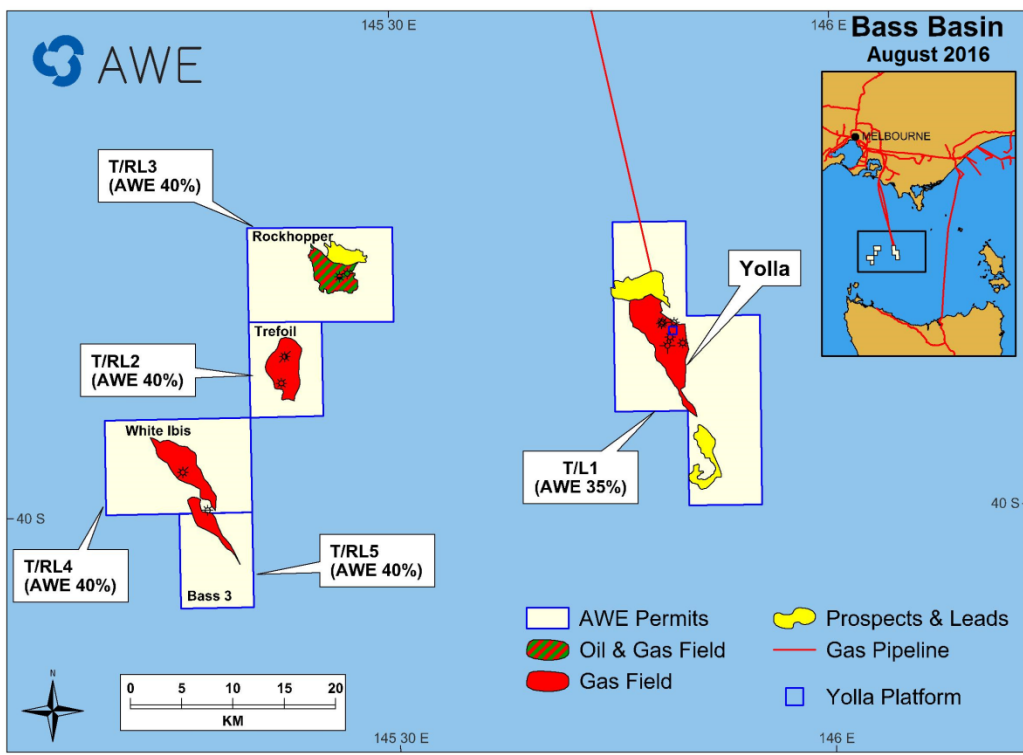 145 30 E
146 E
Bass Basin
August 2016
AWE
MELBOURNE
T/RL3
(AWE 40%)
Rockhopper
Yolla
Trefoil
T/RL2
(AWE 40%)
White Ibis
T/L1
(AWE 35%)
40 S
40 S
T/RL4
(AWE 40%)
T/RL5
(AWE 40%)
Bass 3
AWE Permits
Oil & Gas Field
Gas Field
Prospects & Leads
Gas Pipeline
Yolla Platform
N
0 5 10 15 20
KM
145 30 E
146 E